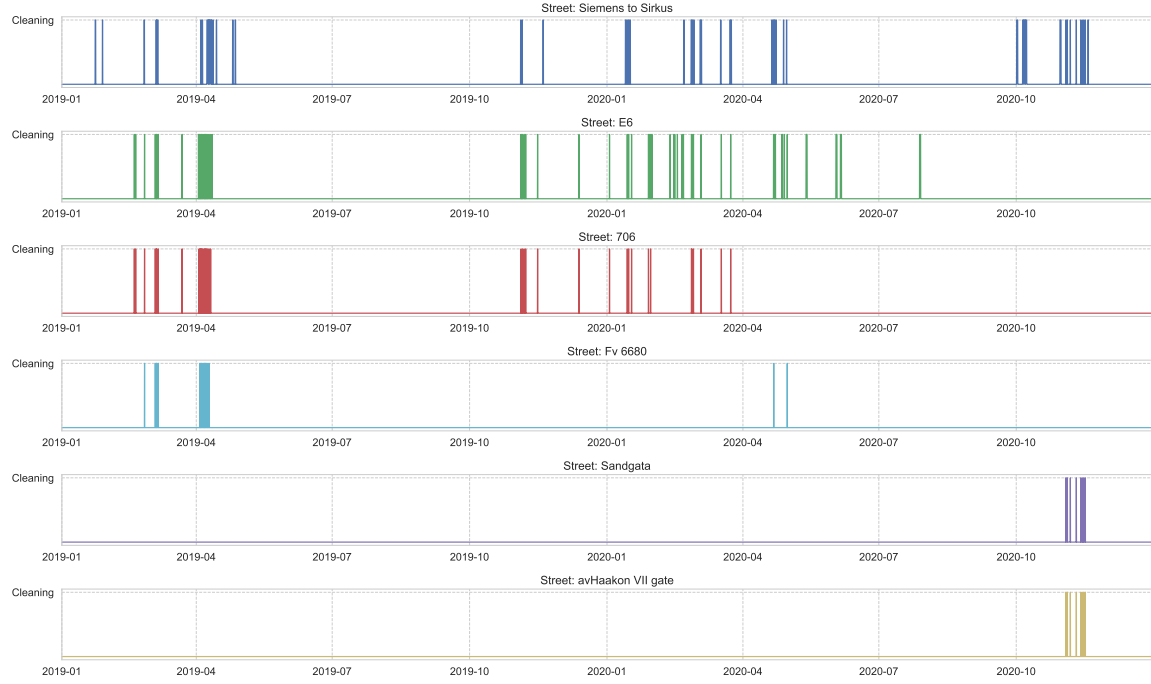 Street: Siemens to Sirkus
Cleaning
2019-01 2019-04 2019-07 2019-10 2020-01 2020-04 2020-07 2020-10
Street: E6
Cleaning
2019-01 2019-04 2019-07 2019-10 2020-01 2020-04 2020-07 2020-10
Street: 706
Cleaning
2019-01 2019-04 2019-07 2019-10 2020-01 2020-04 2020-07 2020-10
Street: Fv 6680
Cleaning
2019-01 2019-04 2019-07 2019-10 2020-01 2020-04 2020-07 2020-10
Street: Sandgata
Cleaning
2019-01 2019-04 2019-07 2019-10 2020-01 2020-04 2020-07 2020-10
Street: avHaakon VII gate
Cleaning
2019-01 2019-04 2019-07 2019-10 2020-01 2020-04 2020-07 2020-10